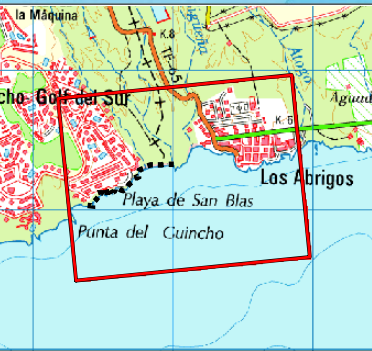 la Máquina
K.8
TF-65
Aguad
cho Golf del Sur
K. 6
Los Abrigos
Playa de San Blas
Punta del Guincho